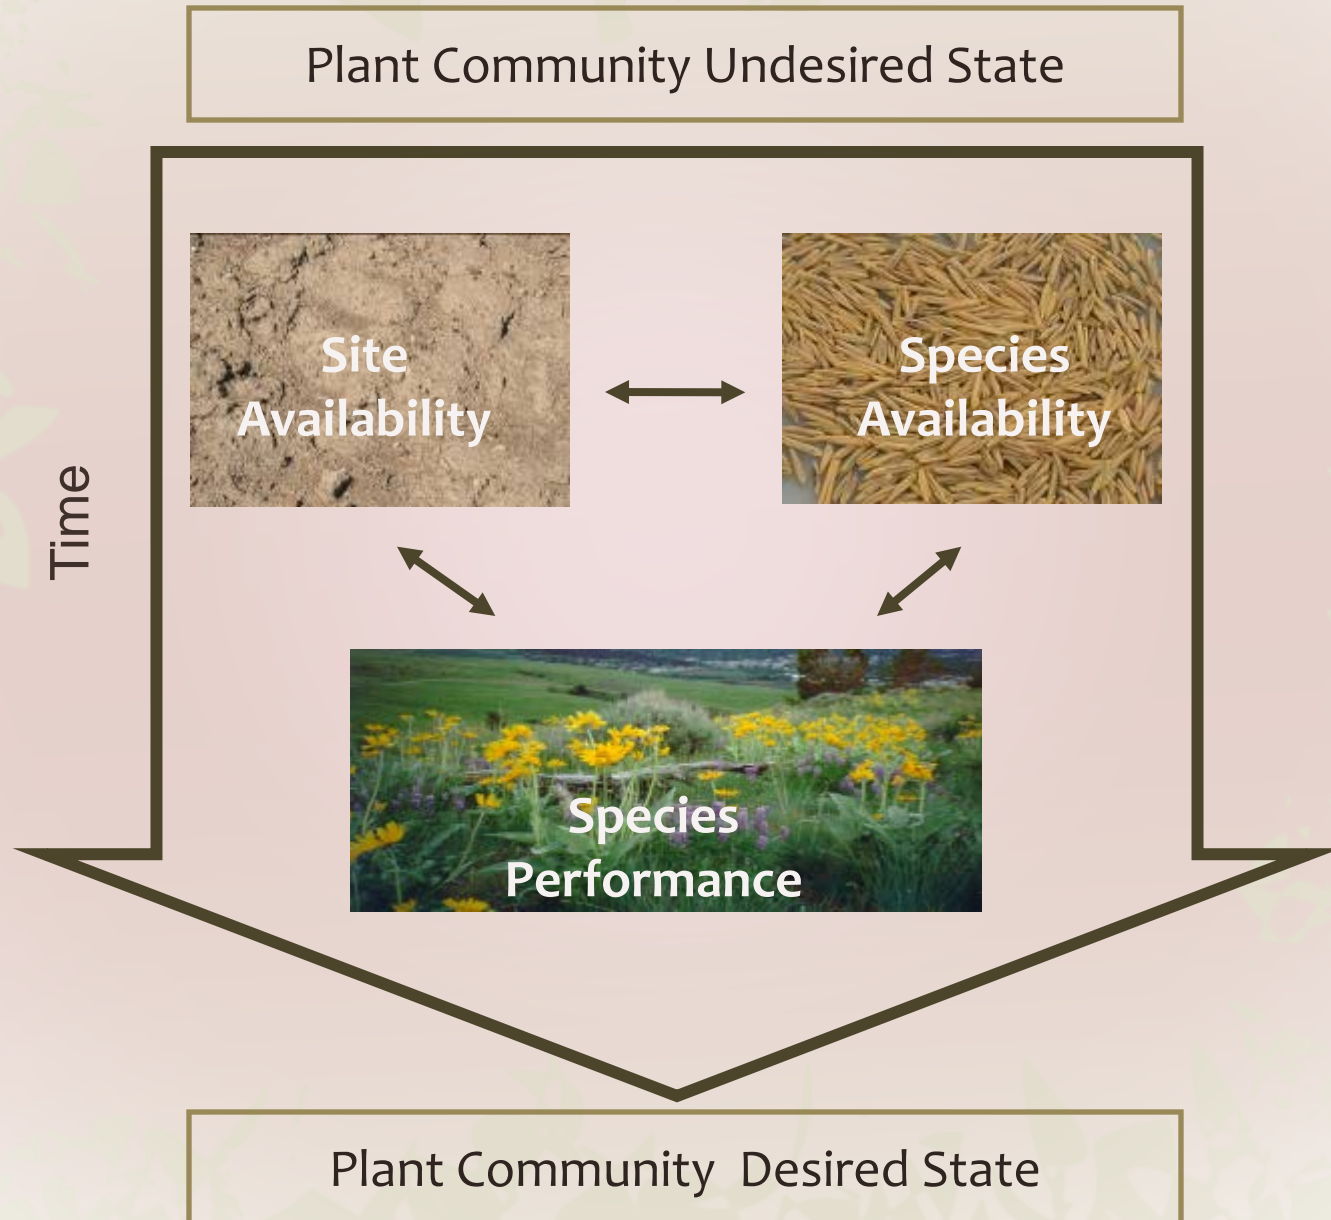 Plant Community Undesired State
Site
Availability
Species
Availability
Time
Species
Performance
Plant Community  Desired State